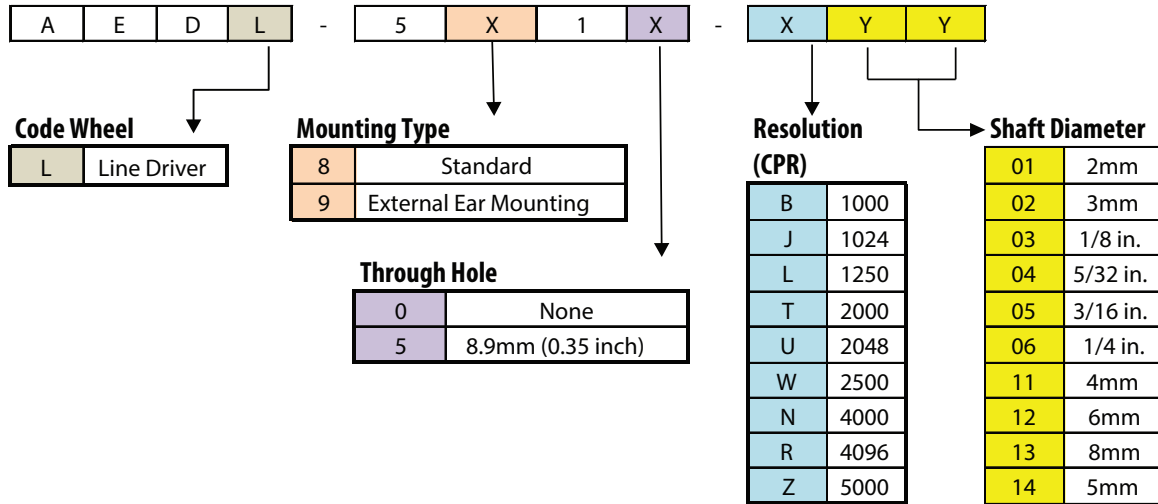 A E D L - 5 X 1 X - X Y Y
Code Wheel
L Line Driver
Mounting Type
8 Standard
9 External Ear Mounting
Through Hole
0 None
5 8.9mm (0.35 inch)
Resolution
(CPR)
B 1000
J 1024
L 1250
T 2000
U 2048
W 2500
N 4000
R 4096
Z 5000
Shaft Diameter
01 2mm
02 3mm
03 1/8 in.
04 5/32 in.
05 3/16 in.
06 1/4 in.
11 4mm
12 6mm
13 8mm
14 5mm